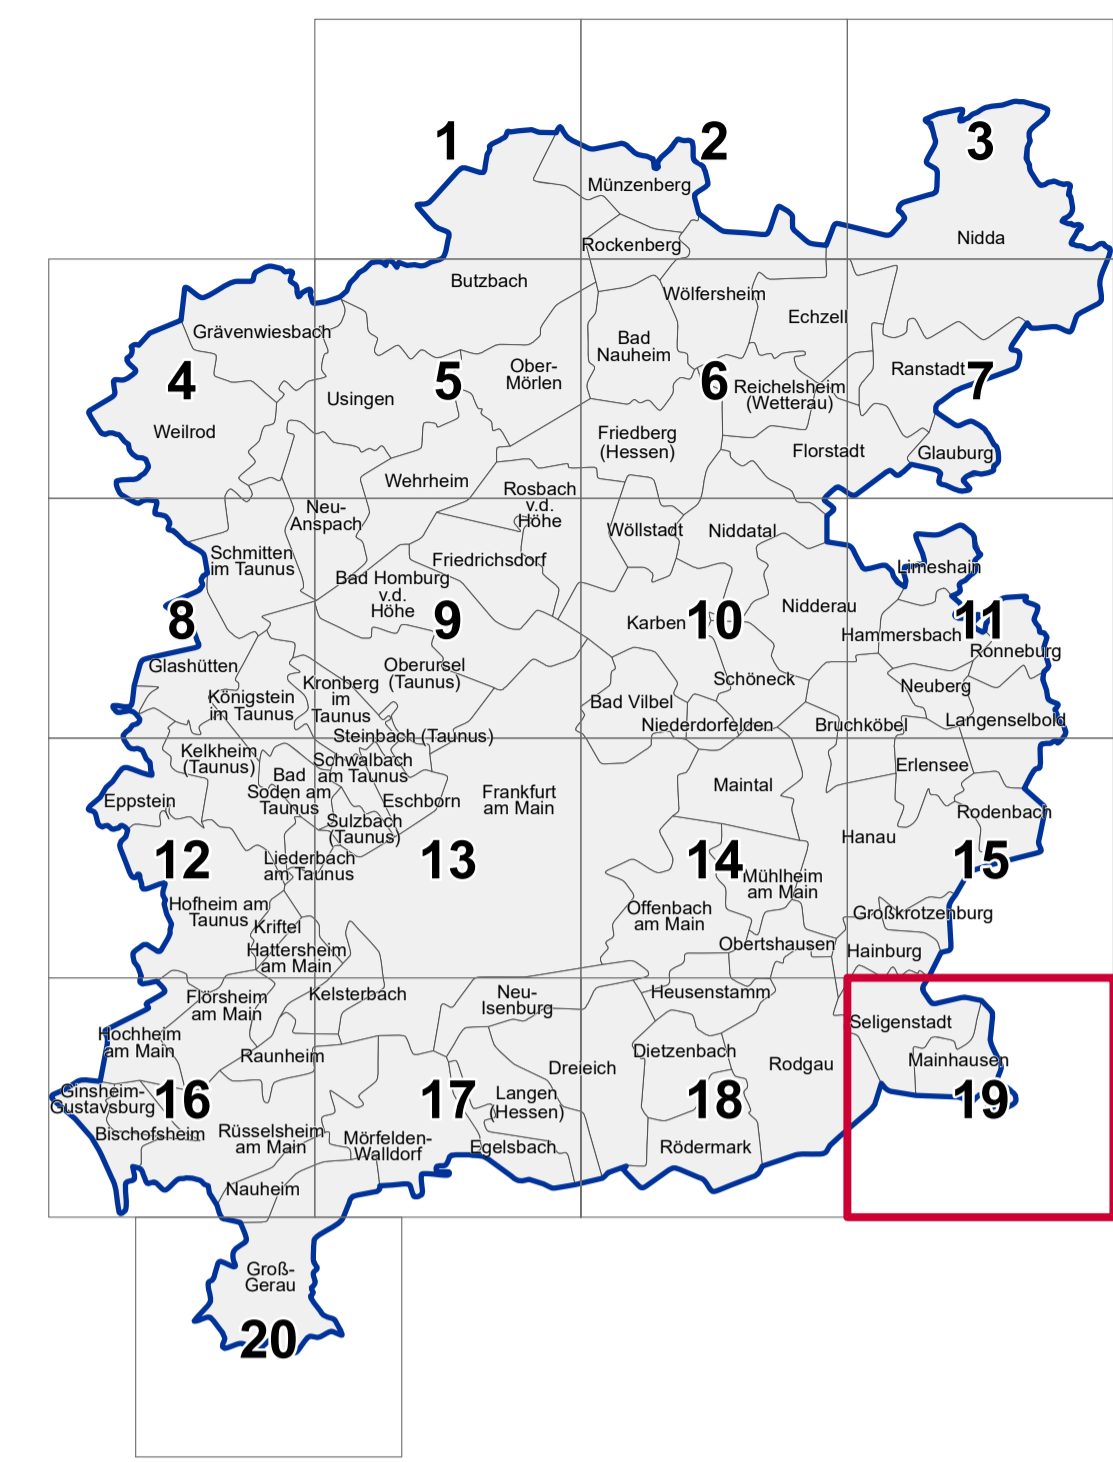 1
2
3
Münzenberg
Nidda
Rockenberg
Butzbach
Wölfersheim
Echzell
Grävenwiesbach
Bad
Nauheim
Ober-
Mörlen
Ranstadt
4
5
6
7
Reichelsheim
(Wetterau)
Usingen
Weilrod
Friedberg
(Hessen)
Florstadt
Glauburg
Wehrheim
Rosbach
v.d.
Höhe
Neu-
Anspach
Wöllstadt
Niddatal
Schmitten
im Taunus
Friedrichsdorf
Limeshain
Bad Homburg
v.d.
Höhe
Nidderau
8
9
Karben
10
Hammersbach
11
Ronneburg
Glashütten
Oberursel
(Taunus)
Schöneck
Neuberg
Königstein
im Taunus
Kronberg
im
Taunus
Bad Vilbel
Niederdorfelden
Bruchköbel
Langenselbold
Steinbach (Taunus)
Kelkheim
(Taunus)
Schwalbach
am Taunus
Erlensee
Bad
Soden am
Taunus
Eschborn
Frankfurt
am Main
Maintal
Eppstein
Rodenbach
Sulzbach
(Taunus)
Hanau
12
Liederbach
am Taunus
13
14
15
Mühlheim
am Main
Hofheim am
Taunus
Kriftel
Offenbach
am Main
Großkrotzenburg
Hattersheim
am Main
Obertshausen
Hainburg
Flörsheim
am Main
Kelsterbach
Neu-
Isenburg
Heusenstamm
Seligenstadt
Hochheim
am Main
Raunheim
Dreieich
Dietzenbach
Rodgau
Mainhausen
Ginsheim-
Gustavsburg
16
17
Langen
(Hessen)
18
19
Bischofsheim
Rüsselsheim
am Main
Mörfelden-
Walldorf
Egelsbach
Rödermark
Nauheim
Groß-
Gerau
20